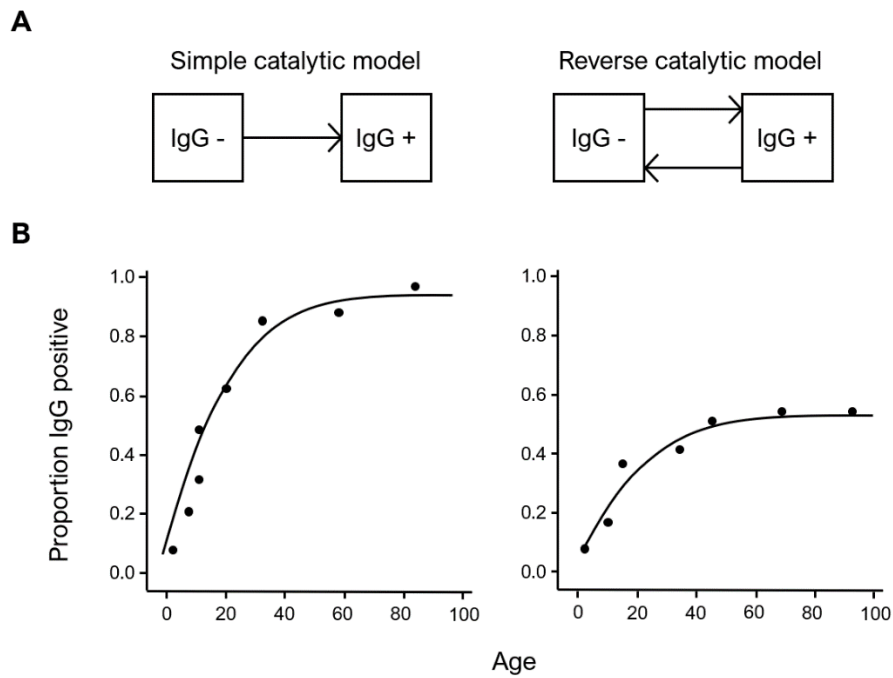 A
Simple catalytic model
Reverse catalytic model
IgG -
IgG +
IgG -
IgG +
B
Proportion IgG positive
1.0
0.8
0.6
0.4
0.2
0.0
0 20 40 60 80 100
1.0
0.8
0.6
0.4
0.2
0.0
0 20 40 60 80 100
Age